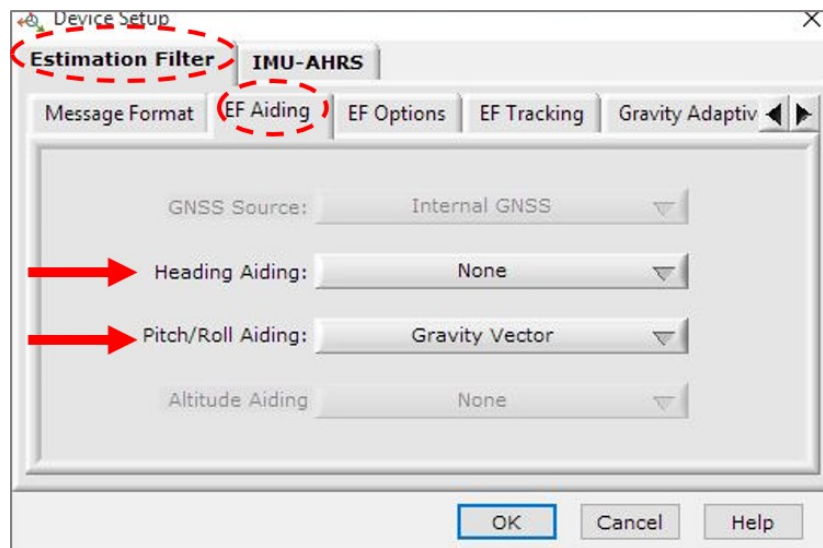 Device Setup
Estimation Filter IMU-AHRS
Message Format EF Aiding EF Options EF Tracking Gravity Adaptiv
GNSS Source: Internal GNSS
Heading Aiding: None
Pitch/Roll Aiding: Gravity Vector
Altitude Aiding None
OK Cancel Help